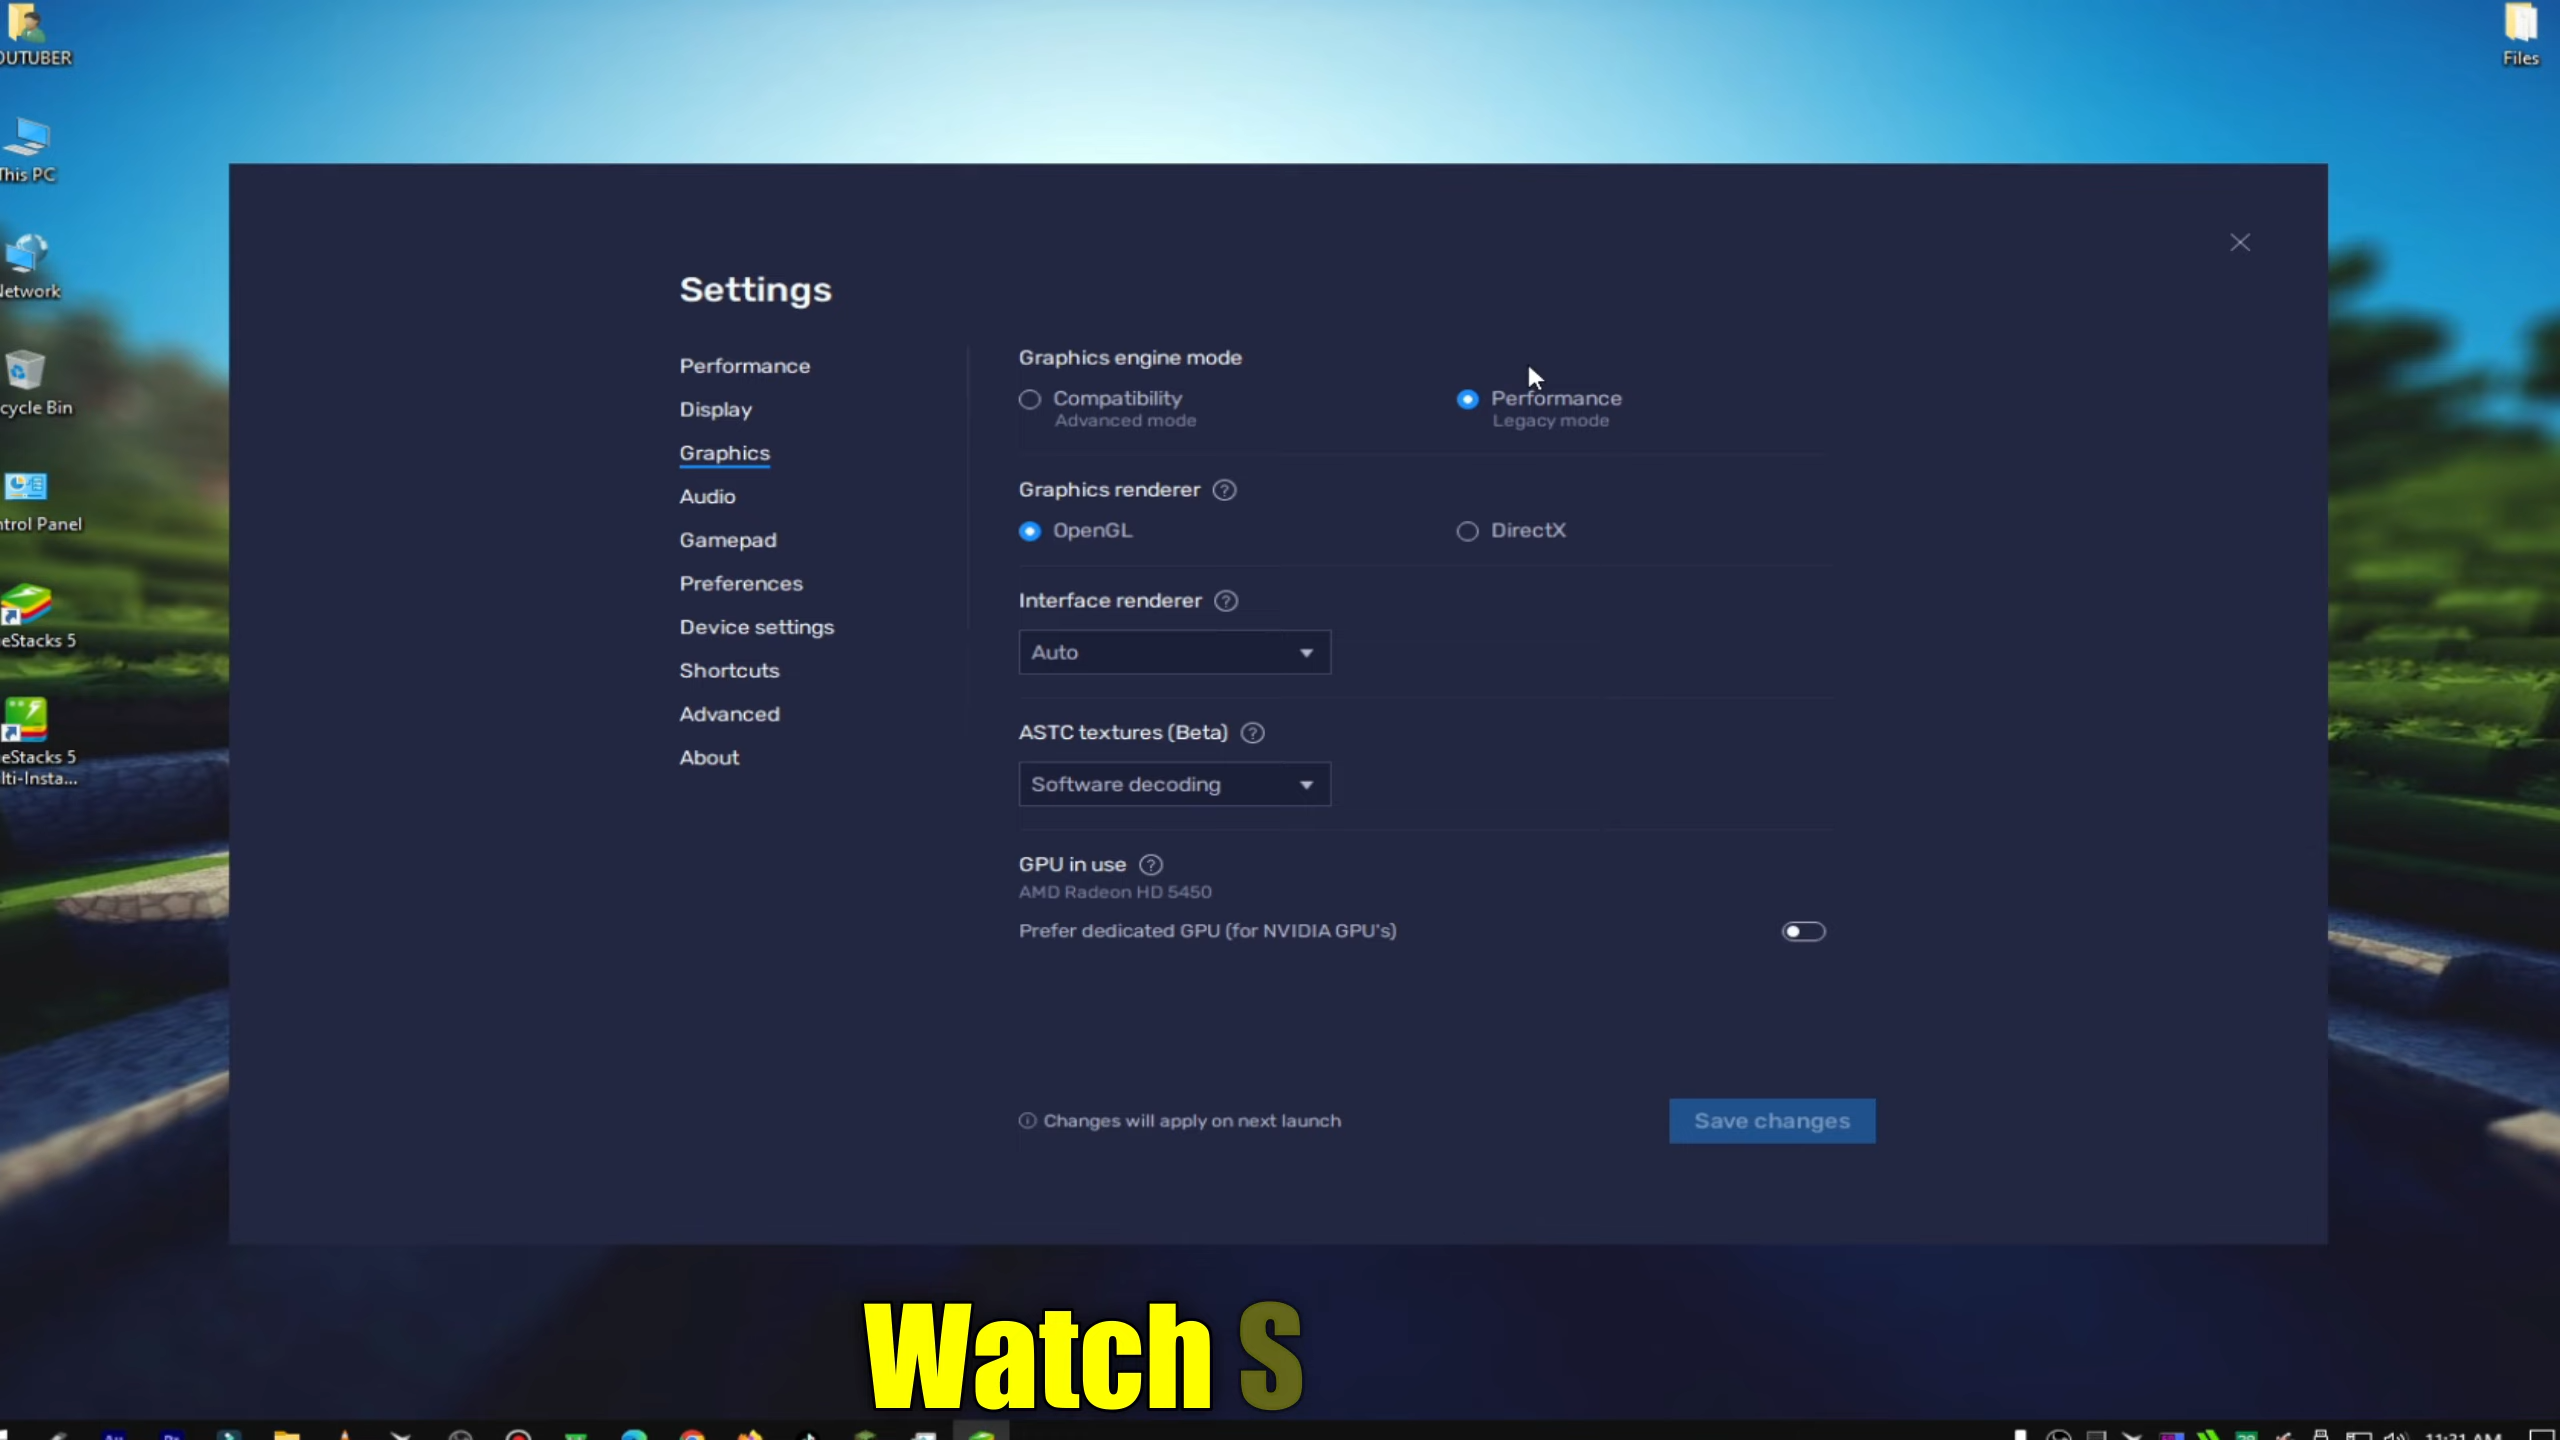 OUTUBER
This PC
Network
cycle Bin
ntrol Panel
eStacks 5
eStacks 5
lti-Insta...
Files
Settings
Performance
Display
Graphics
Audio
Gamepad
Preferences
Device settings
Shortcuts
Advanced
About
Graphics engine mode
Compatibility
Advanced mode
Performance
Legacy mode
Graphics renderer ?
OpenGL
DirectX
Interface renderer ?
Auto
ASTC textures (Beta) ?
Software decoding
GPU in use ?
AMD Radeon HD 5450
Prefer dedicated GPU (for NVIDIA GPU's)
Changes will apply on next launch
Save changes
Watch S
11:31 AM